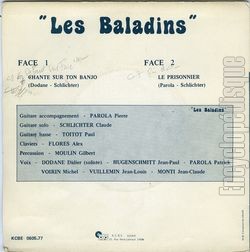 "Les Baladins"
FACE 1
FACE 2
CHANTE SUR TON BANJO
LE PRISONNIER
(Dodane - Schlichter)
(Parola - Schlichter)
"Les Baladins"
Guitare accompagnement - PAROLA Pierre
Guitare solo - SCHLICHTER Claude
Guitare basse - TOITOT Paul
Claviers - FLORES Alex
Percussion - MOULIN Gilbert
Voix - DODANE Didier (soliste) - HUGENSCHMITT Jean-Paul - PAROLA Patrick
VOIRIN Michel - VUILLEMIN Jean-Louis - MONTI Jean-Claude
KCBE 0605.77